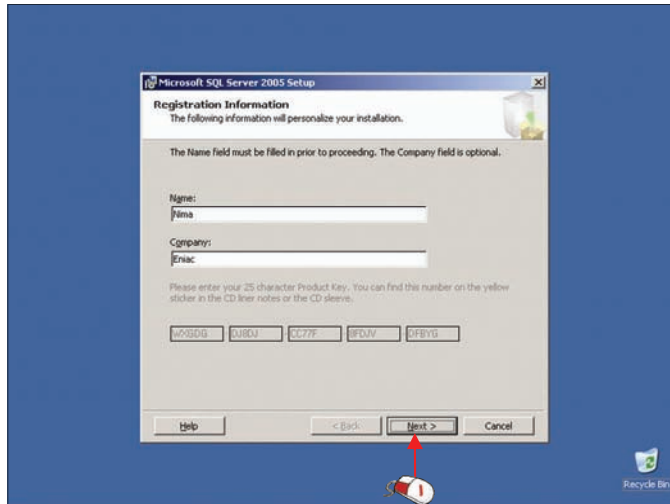 Microsoft SQL Server 2005 Setup
Registration Information
The following information will personalize your installation.
The Name field must be filled in prior to proceeding. The Company field is optional.
Name:
Nima
Company:
Eniac
Please enter your 25 character Product Key. You can find this number on the yellow
sticker in the CD liner notes or the CD sleeve.
Help
< Back
Next >
Cancel
1
Recycle Bin